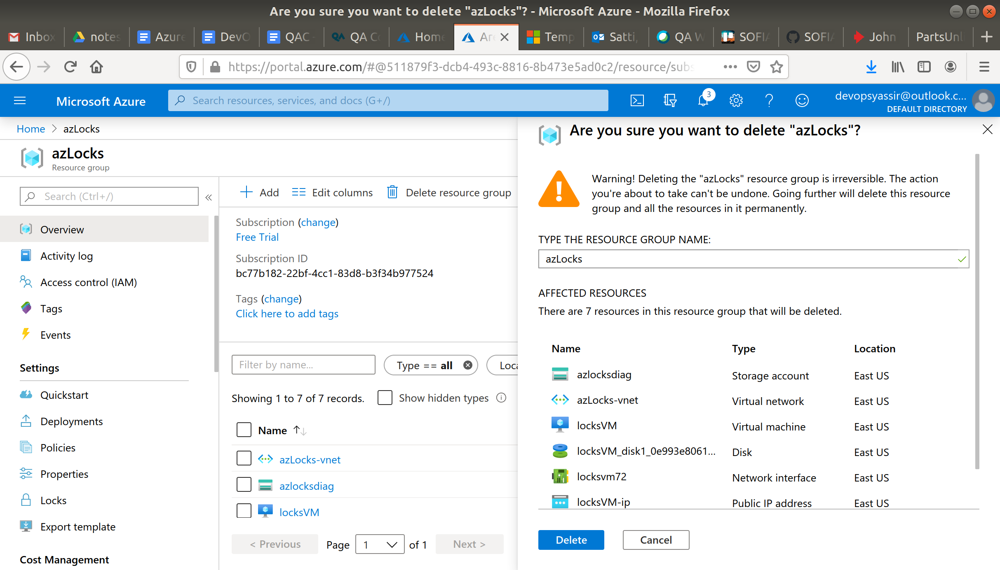 Are you sure you want to delete "azLocks"? - Microsoft Azure - Mozilla Firefox
Inbox notes Azure DevO QAC - QA Co Home Are Temp Satti, QA W SOFIA SOFIA John PartsUnl
https://portal.azure.com/#@511879f3-dcb4-493c-8816-8b473e5ad0c2/resource/subs
Microsoft Azure
Search resources, services, and docs (G+/)
3
devopsyassir@outlook.c...
DEFAULT DIRECTORY
Home > azLocks
azLocks
Resource group
Search (Ctrl+/)
«
Overview
Activity log
Access control (IAM)
Tags
Events
Settings
Quickstart
Deployments
Policies
Properties
Locks
Export template
Cost Management
Add Edit columns Delete resource group
Subscription (change)
Free Trial
Subscription ID
bc77b182-22bf-4cc1-83d8-b3f34b977524
Tags (change)
Click here to add tags
Filter by name...
Type == all
Loca
Showing 1 to 7 of 7 records.
Show hidden types
Name ↑↓
azLocks-vnet
azlocksdiag
locksVM
< Previous Page 1 of 1 Next >
Are you sure you want to delete "azLocks"?
Warning! Deleting the "azLocks" resource group is irreversible. The action
you're about to take can't be undone. Going further will delete this resource
group and all the resources in it permanently.
TYPE THE RESOURCE GROUP NAME:
azLocks
AFFECTED RESOURCES
There are 7 resources in this resource group that will be deleted.
Name Type Location
azlocksdiag Storage account East US
azLocks-vnet Virtual network East US
locksVM Virtual machine East US
locksVM_disk1_0e993e8061... Disk East US
locksvm72 Network interface East US
locksVM-ip Public IP address East US
Delete Cancel